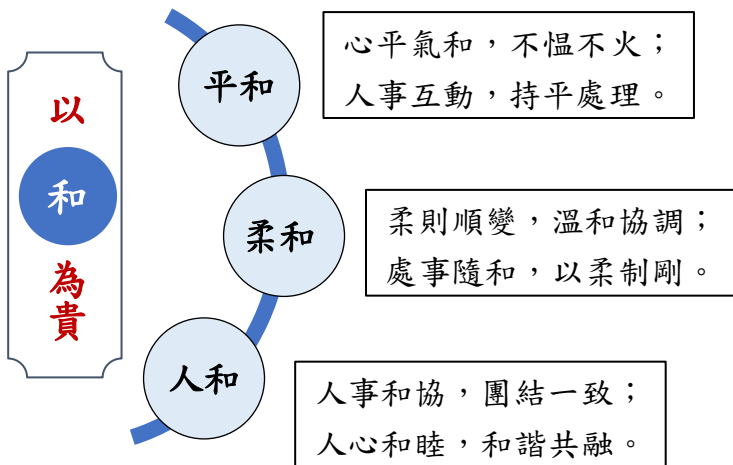 以
和
為
貴
平和
心平氣和，不慍不火；
人事互動，持平處理。
柔和
柔則順變，溫和協調；
處事隨和，以柔制剛。
人和
人事和協，團結一致；
人心和睦，和諧共融。